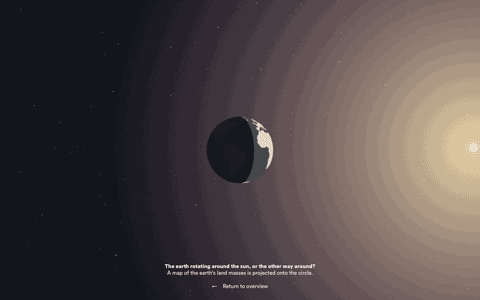 The earth rotating around the sun, or the other way around?
A map of the earth's land masses is projected onto the circle.
← Return to overview